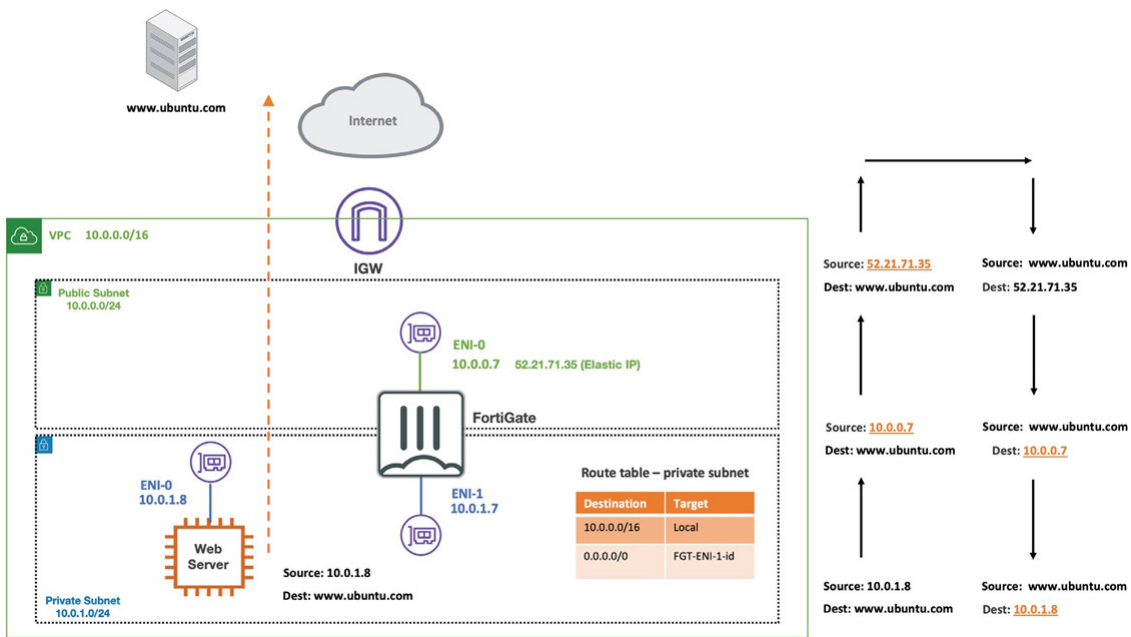 www.ubuntu.com
Internet
IGW
VPC 10.0.0.0/16
Public Subnet
10.0.0.0/24
ENI-0
10.0.0.7 52.21.71.35 (Elastic IP)
FortiGate
ENI-0
10.0.1.8
ENI-1
10.0.1.7
Web
Server
Source: 10.0.1.8
Dest: www.ubuntu.com
Private Subnet
10.0.1.0/24
Route table – private subnet
Destination Target
10.0.0.0/16 Local
0.0.0.0/0 FGT-ENI-1-id
Source: 52.21.71.35
Dest: www.ubuntu.com
Source: www.ubuntu.com
Dest: 52.21.71.35
Source: 10.0.0.7
Dest: www.ubuntu.com
Source: www.ubuntu.com
Dest: 10.0.0.7
Source: 10.0.1.8
Dest: www.ubuntu.com
Source: www.ubuntu.com
Dest: 10.0.1.8